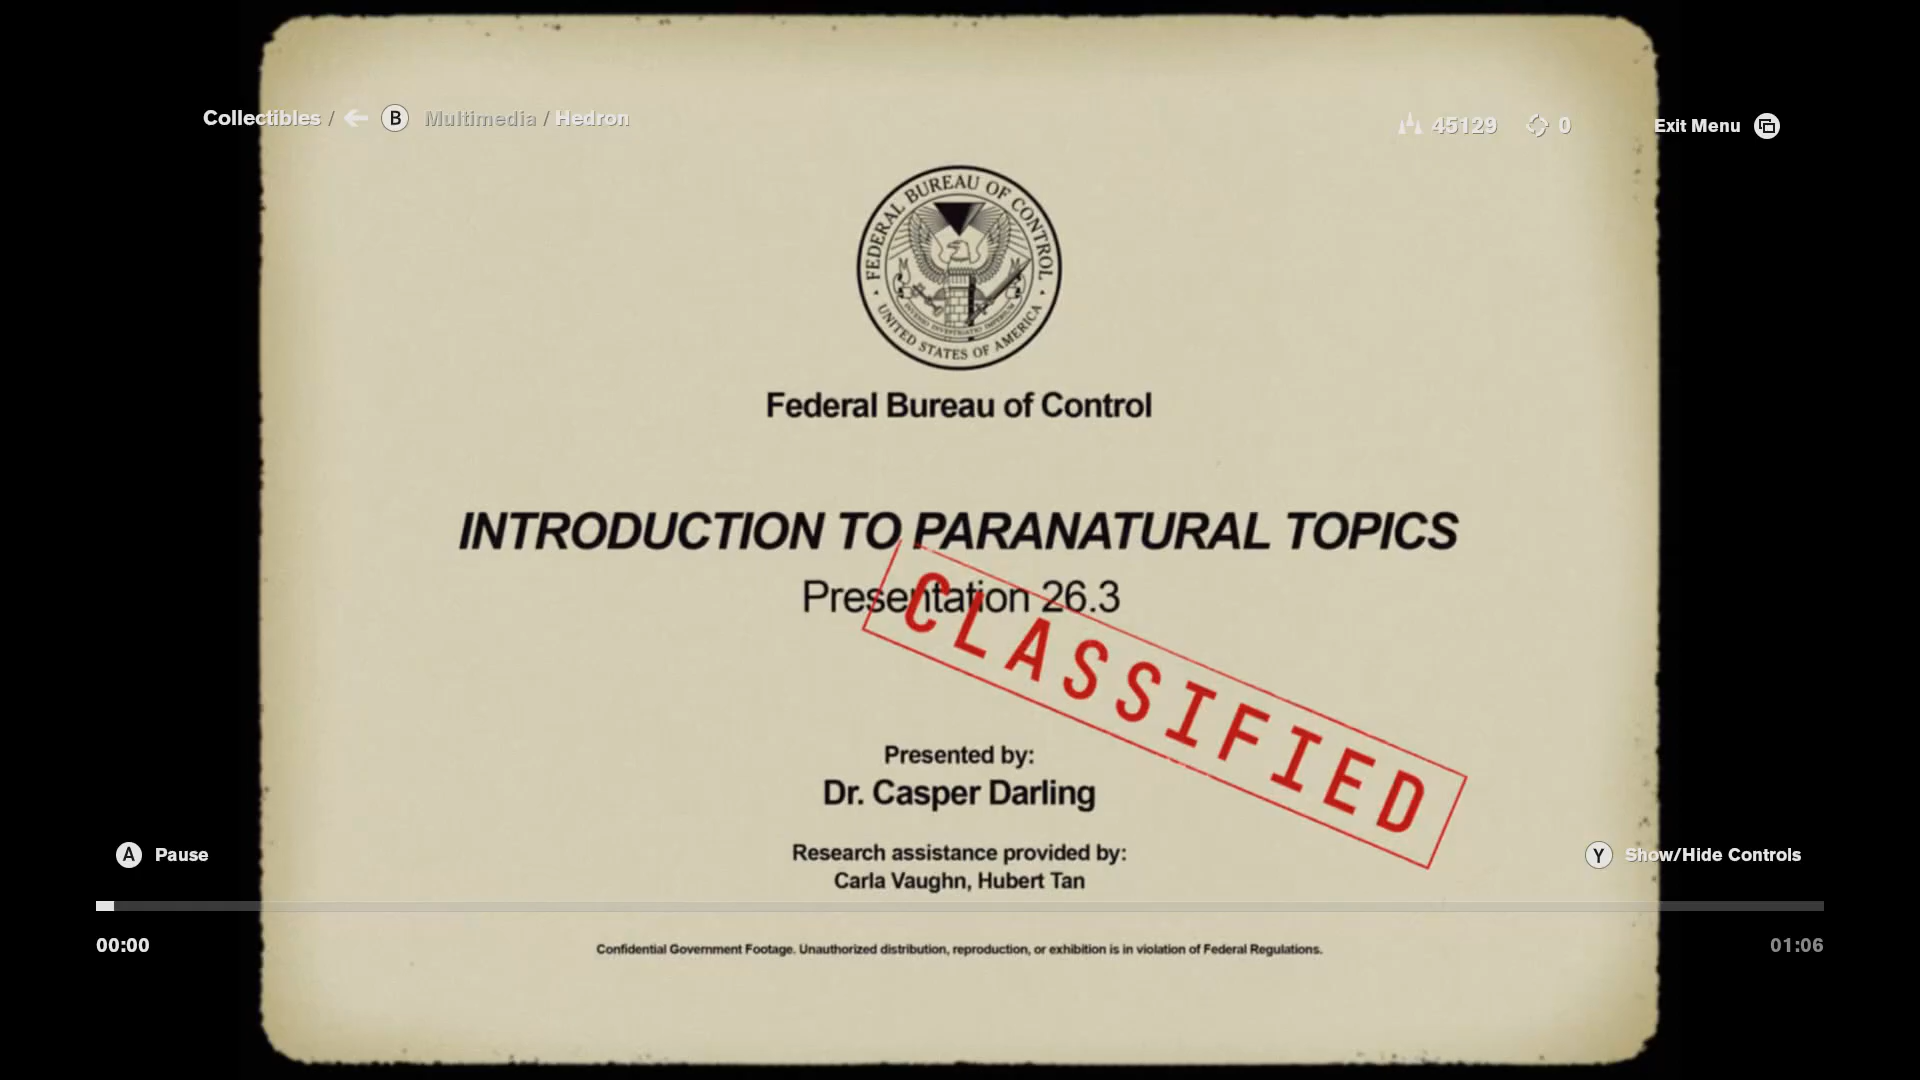 Collectibles / B Multimedia / Hedron
45129 0 Exit Menu
FEDERAL BUREAU OF CONTROL
UNITED STATES OF AMERICA
INVENIO INVESTIGATIO IMPERIUM
Federal Bureau of Control
INTRODUCTION TO PARANATURAL TOPICS
Presentation 26.3
CLASSIFIED
Presented by:
Dr. Casper Darling
Research assistance provided by:
Carla Vaughn, Hubert Tan
A Pause
Y Show/Hide Controls
00:00
01:06
Confidential Government Footage. Unauthorized distribution, reproduction, or exhibition is in violation of Federal Regulations.